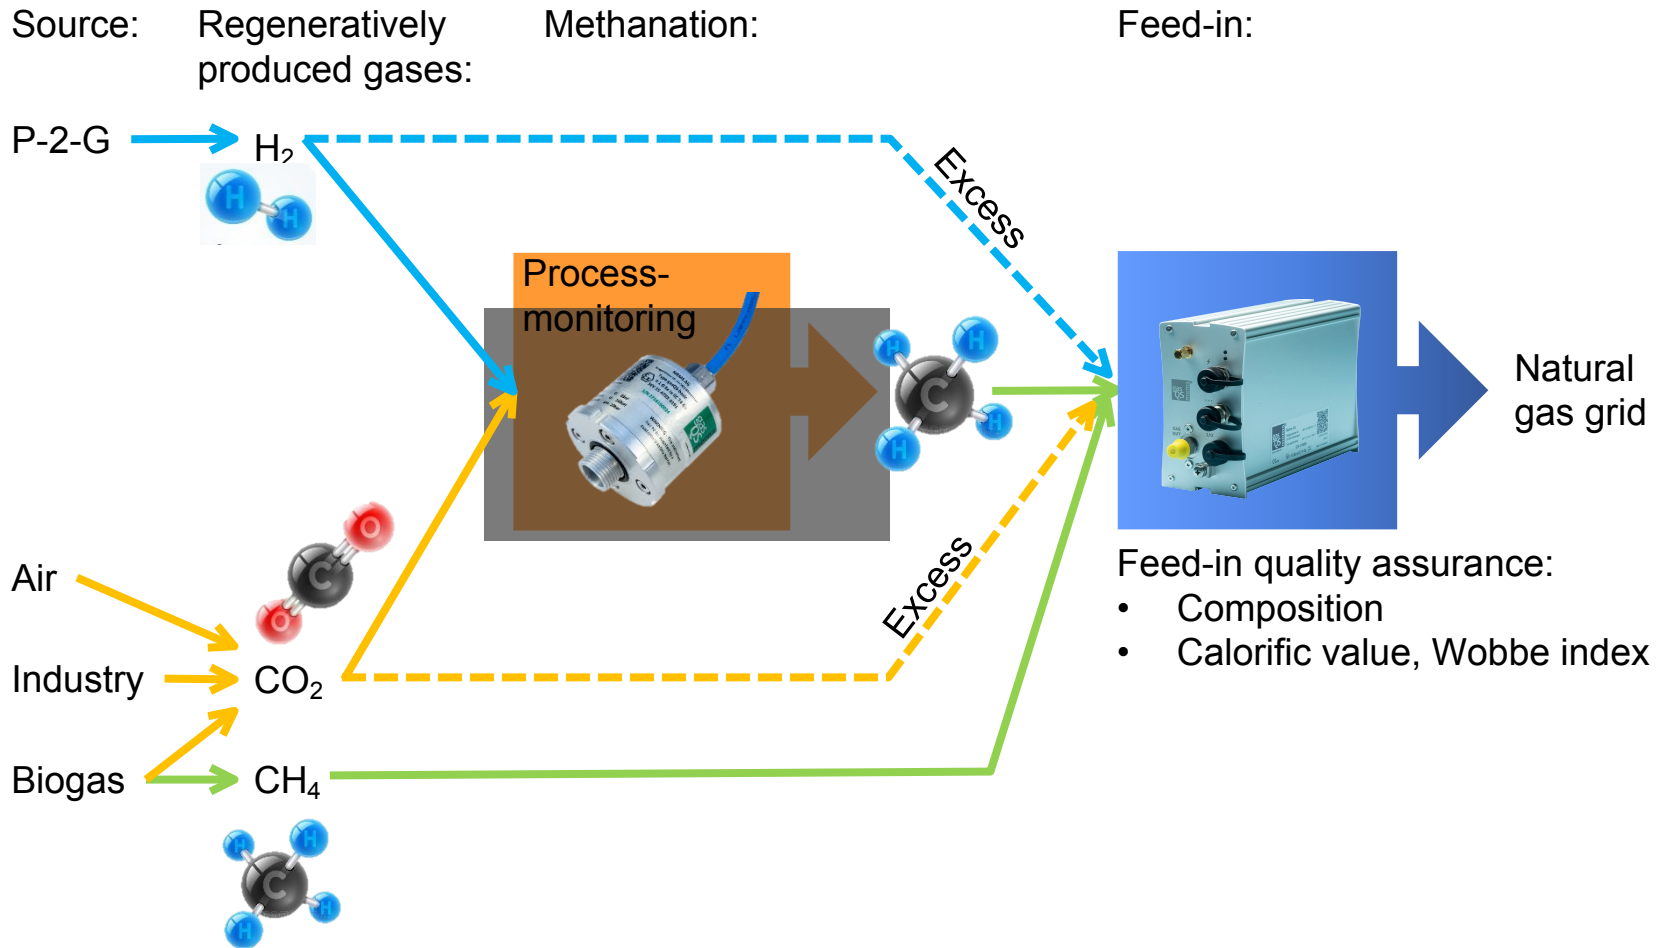 Source:
Regeneratively
produced gases:
Methanation:
Feed-in:
P-2-G
H₂
H
H
Excess
Process-
monitoring
H
H
C
H
H
Natural
gas grid
O
C
O
Air
Excess
Feed-in quality assurance:
• Composition
• Calorific value, Wobbe index
Industry
CO₂
Biogas
CH₄
H
H
C
H
H